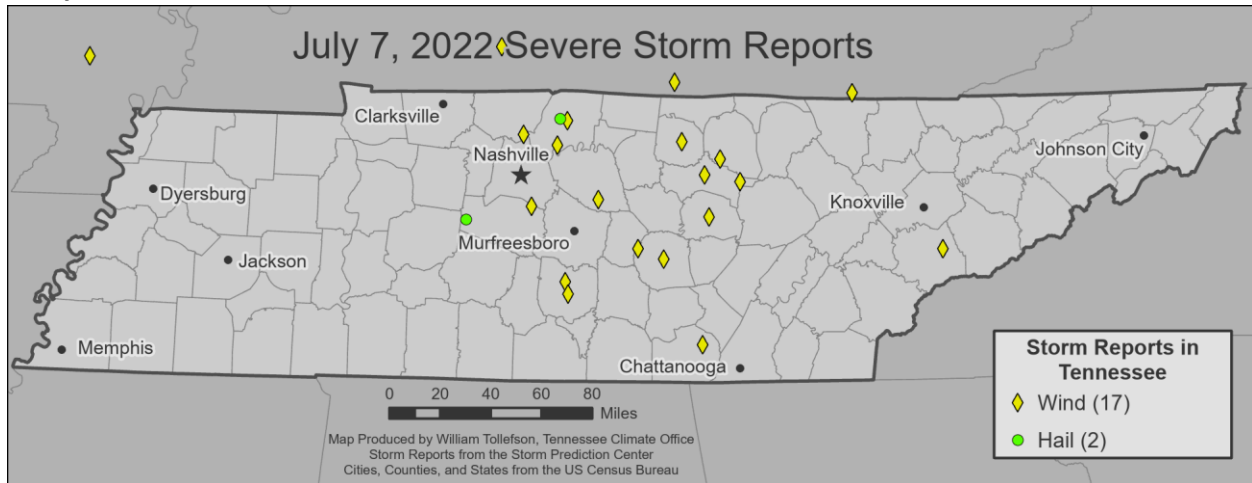 July 7, 2022 Severe Storm Reports
Clarksville
Nashville
Johnson City
Dyersburg
Knoxville
Murfreesboro
Jackson
Memphis
Chattanooga
Storm Reports in
Tennessee
Wind (17)
Hail (2)
0 20 40 60 80
Miles
Map Produced by William Tollefson, Tennessee Climate Office
Storm Reports from the Storm Prediction Center
Cities, Counties, and States from the US Census Bureau